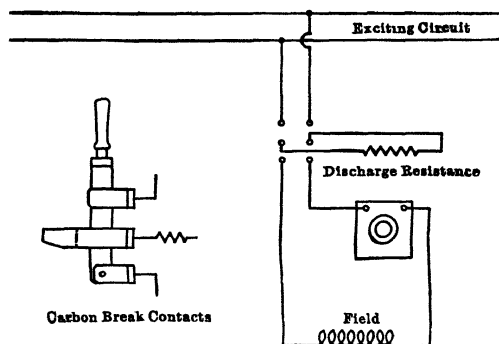 Exciting Circuit
Discharge Resistance
Carbon Break Contacts
Field